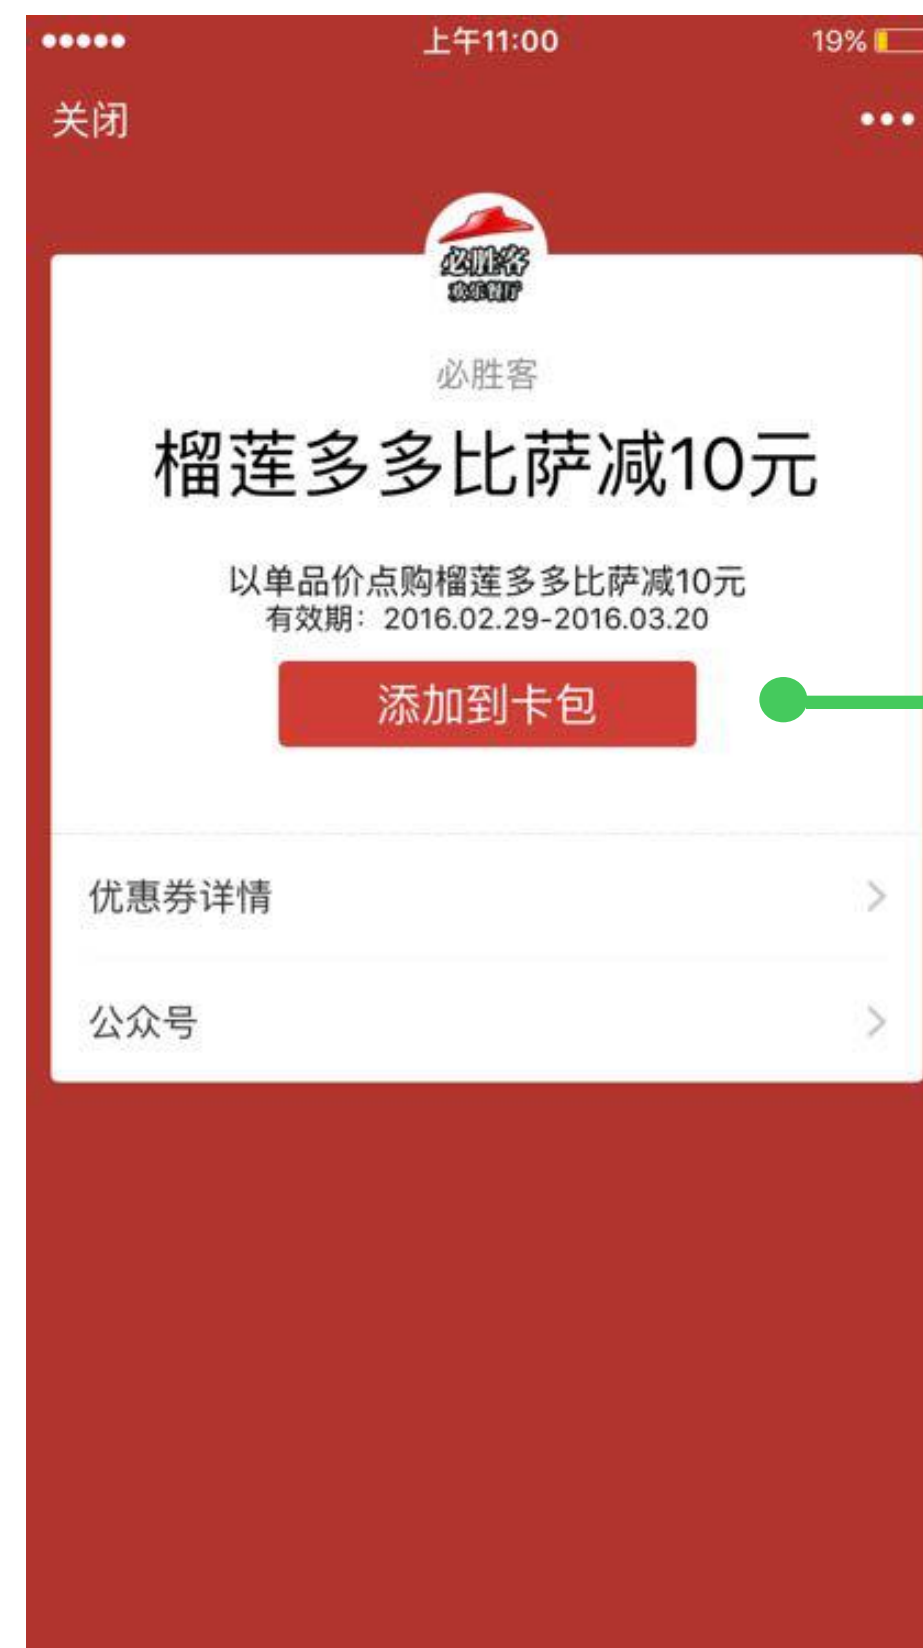 上午11:00
19%
关闭
必胜客
欢乐餐厅
必胜客
榴莲多多比萨减10元
以单品价点购榴莲多多比萨减10元
有效期：2016.02.29-2016.03.20
添加到卡包
优惠券详情
公众号